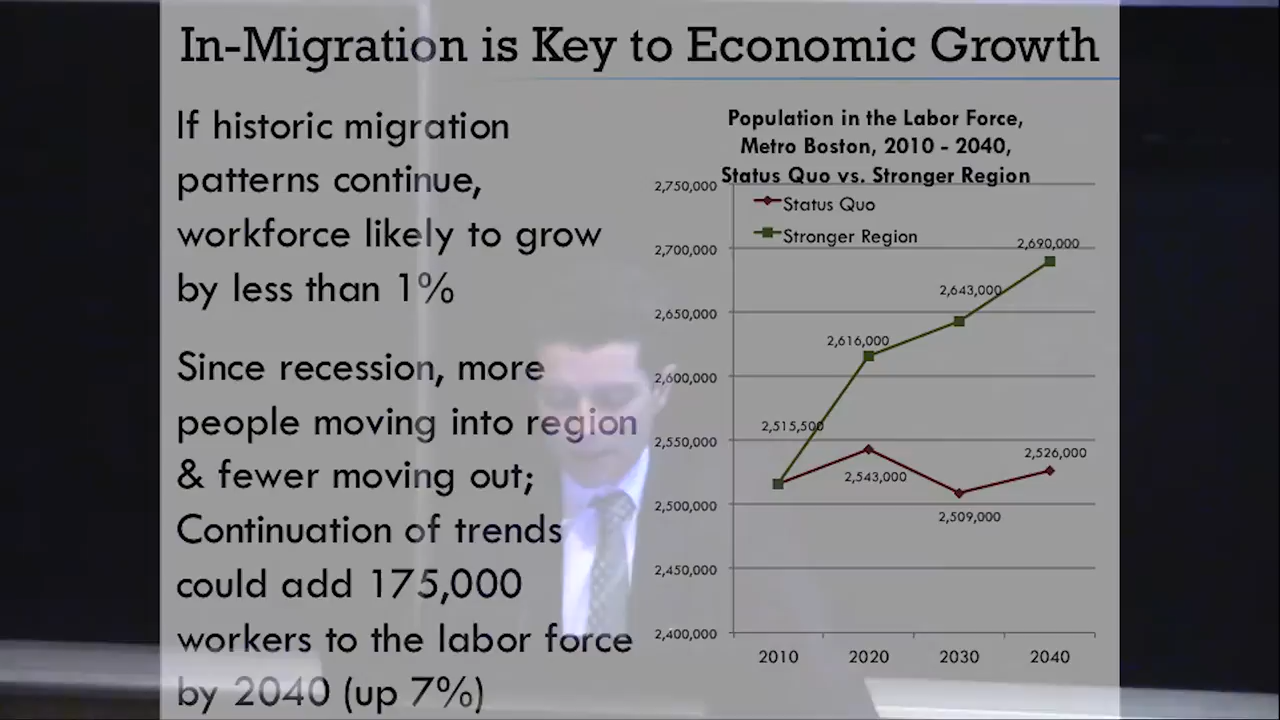 In-Migration is Key to Economic Growth
If historic migration
patterns continue,
workforce likely to grow
by less than 1%
Since recession, more
people moving into region
& fewer moving out;
Continuation of trends
could add 175,000
workers to the labor force
by 2040 (up 7%)
Population in the Labor Force,
Metro Boston, 2010 - 2040,
Status Quo vs. Stronger Region
Status Quo
Stronger Region
2,750,000
2,700,000
2,650,000
2,600,000
2,550,000
2,500,000
2,450,000
2,400,000
2,690,000
2,643,000
2,616,000
2,515,500
2,543,000
2,509,000
2,526,000
2010 2020 2030 2040